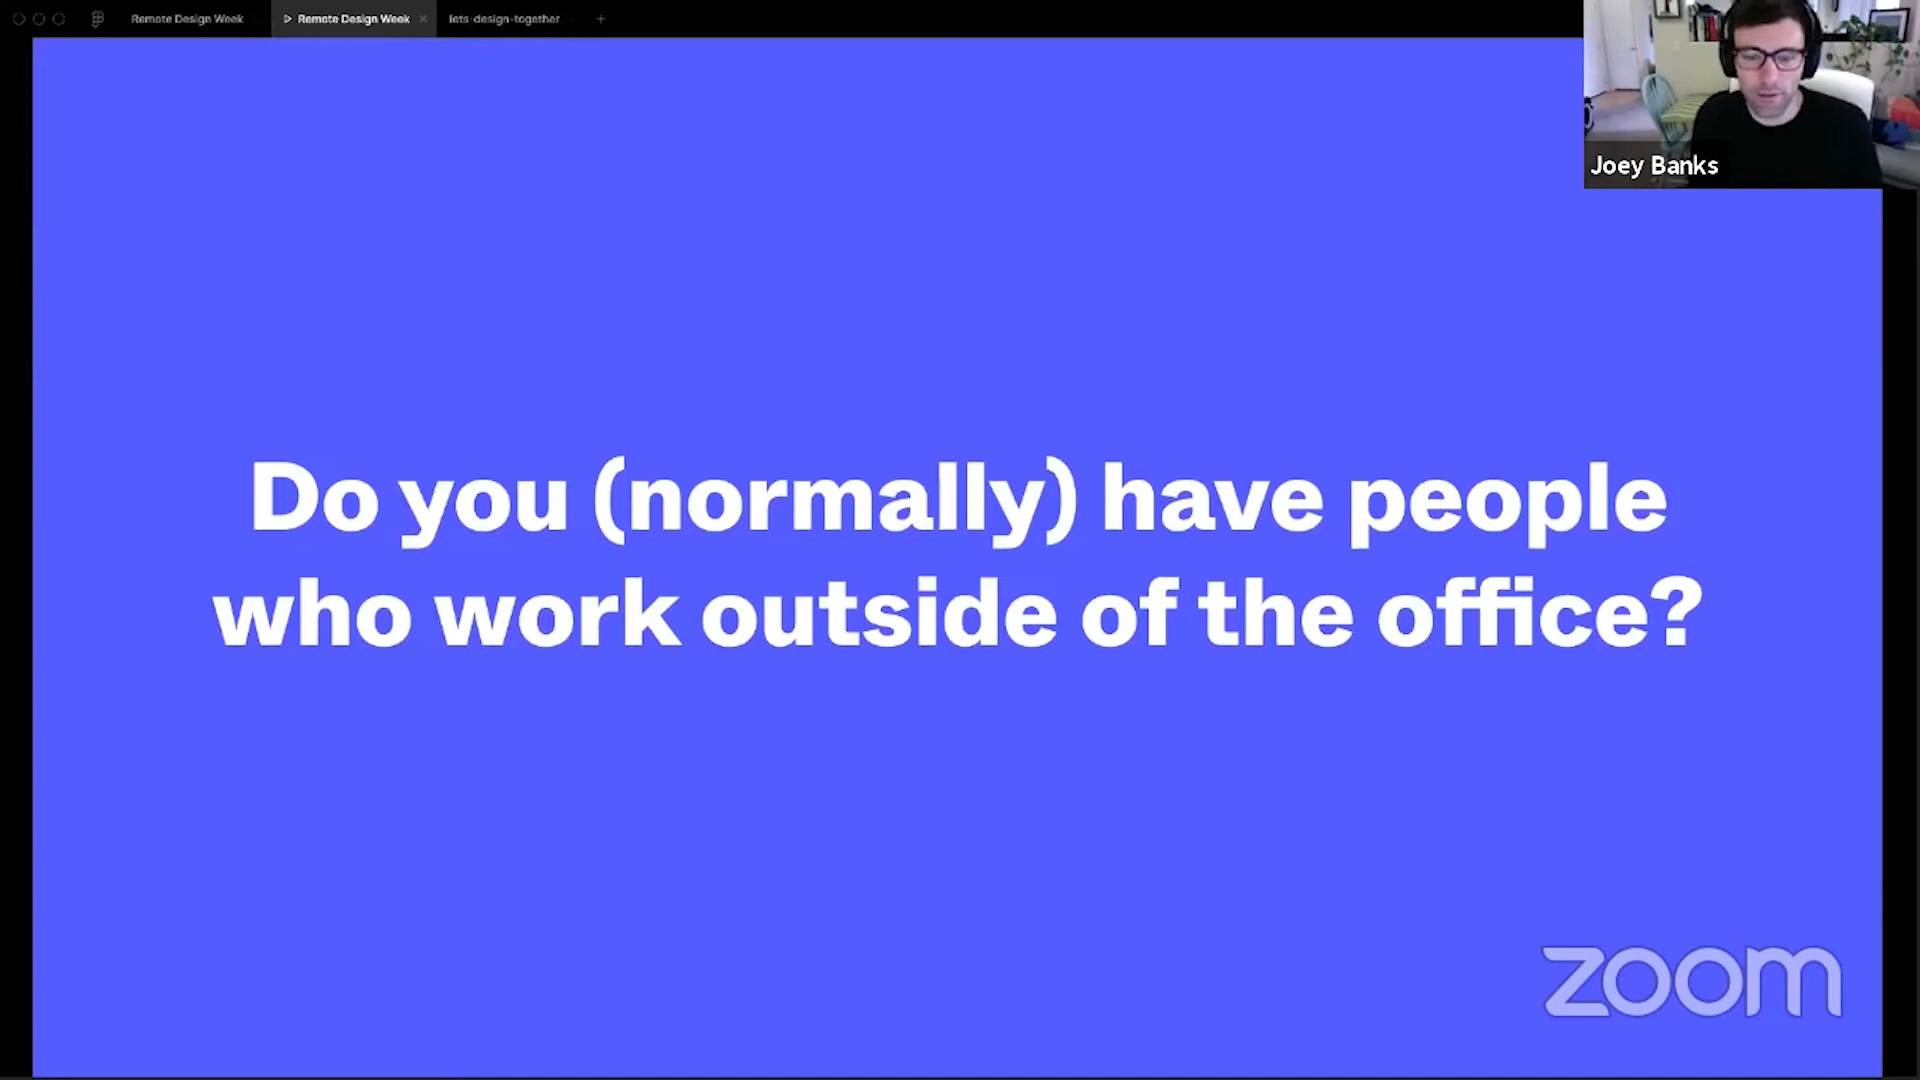 Remote Design Week
Remote Design Week
lets-design-together
Joey Banks
Do you (normally) have people
who work outside of the office?
zoom